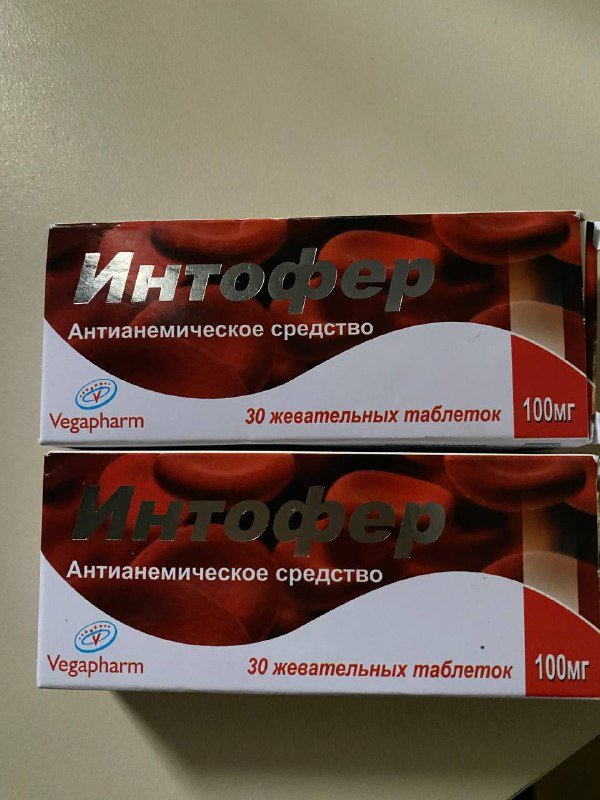 Интофер
Антианемическое средство
Vegapharm
30 жевательных таблеток
100мг
Интофер
Антианемическое средство
Vegapharm
30 жевательных таблеток
100мг